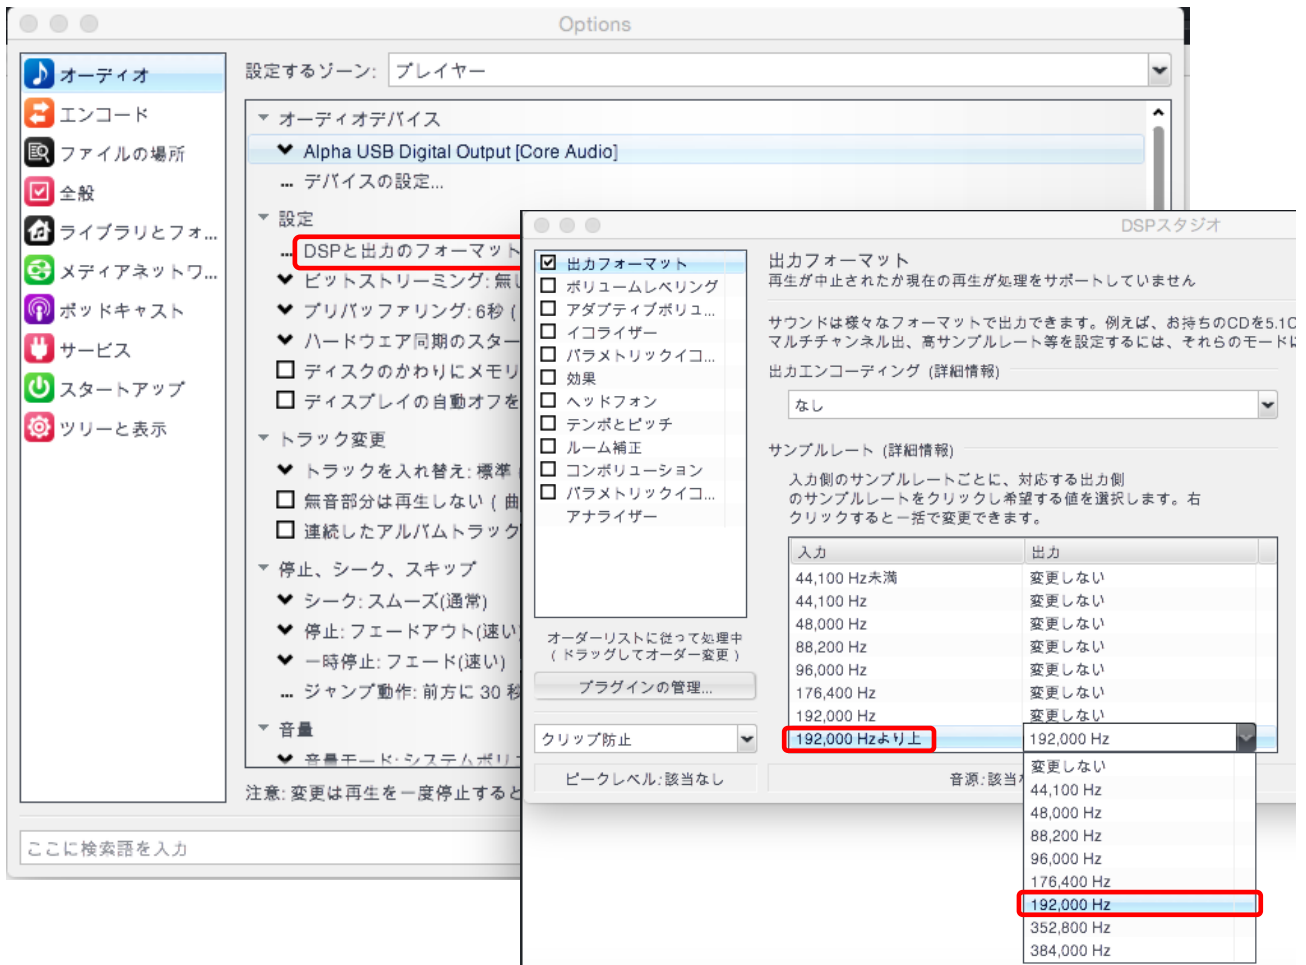 Options
オーディオ
エンコード
ファイルの場所
全般
ライブラリとフォ...
メディアネットワ...
ポッドキャスト
サービス
スタートアップ
ツリーと表示
設定するゾーン: プレイヤー
オーディオデバイス
Alpha USB Digital Output [Core Audio]
... デバイスの設定...
設定
... DSPと出力のフォーマット
ビットストリーミング: 無し
プリバッファリング: 6秒 (
ハードウェア同期のスター
ディスクのかわりにメモリ
ディスプレイの自動オフを
トラック変更
トラックを入れ替え: 標準
無音部分は再生しない ( 曲
連続したアルバムトラック
停止、シーク、スキップ
シーク: スムーズ(通常)
停止: フェードアウト(速い)
一時停止: フェード(速い)
... ジャンプ動作: 前方に 30 秒
音量
音量モード: システムボリ
注意: 変更は再生を一度停止すると
ここに検索語を入力
DSPスタジオ
出力フォーマット
ボリュームレベリング
アダプティブボリュ...
イコライザー
パラメトリックイコ...
効果
ヘッドフォン
テンポとピッチ
ルーム補正
コンボリューション
パラメトリックイコ...
アナライザー
オーダーリストに従って処理中
( ドラッグしてオーダー変更 )
プラグインの管理...
クリップ防止
ピークレベル: 該当なし
出力フォーマット
再生が中止されたか現在の再生が処理をサポートしていません
サウンドは様々なフォーマットで出力できます。例えば、お持ちのCDを5.1C
マルチチャンネル出、高サンプルレート等を設定するには、それらのモードに
出力エンコーディング (詳細情報)
なし
サンプルレート (詳細情報)
入力側のサンプルレートごとに、対応する出力側
のサンプルレートをクリックし希望する値を選択します。右
クリックすると一括で変更できます。
入力 出力
44,100 Hz未満 変更しない
44,100 Hz 変更しない
48,000 Hz 変更しない
88,200 Hz 変更しない
96,000 Hz 変更しない
176,400 Hz 変更しない
192,000 Hz 変更しない
192,000 Hzより上 192,000 Hz
音源: 該当
変更しない
44,100 Hz
48,000 Hz
88,200 Hz
96,000 Hz
176,400 Hz
192,000 Hz
352,800 Hz
384,000 Hz